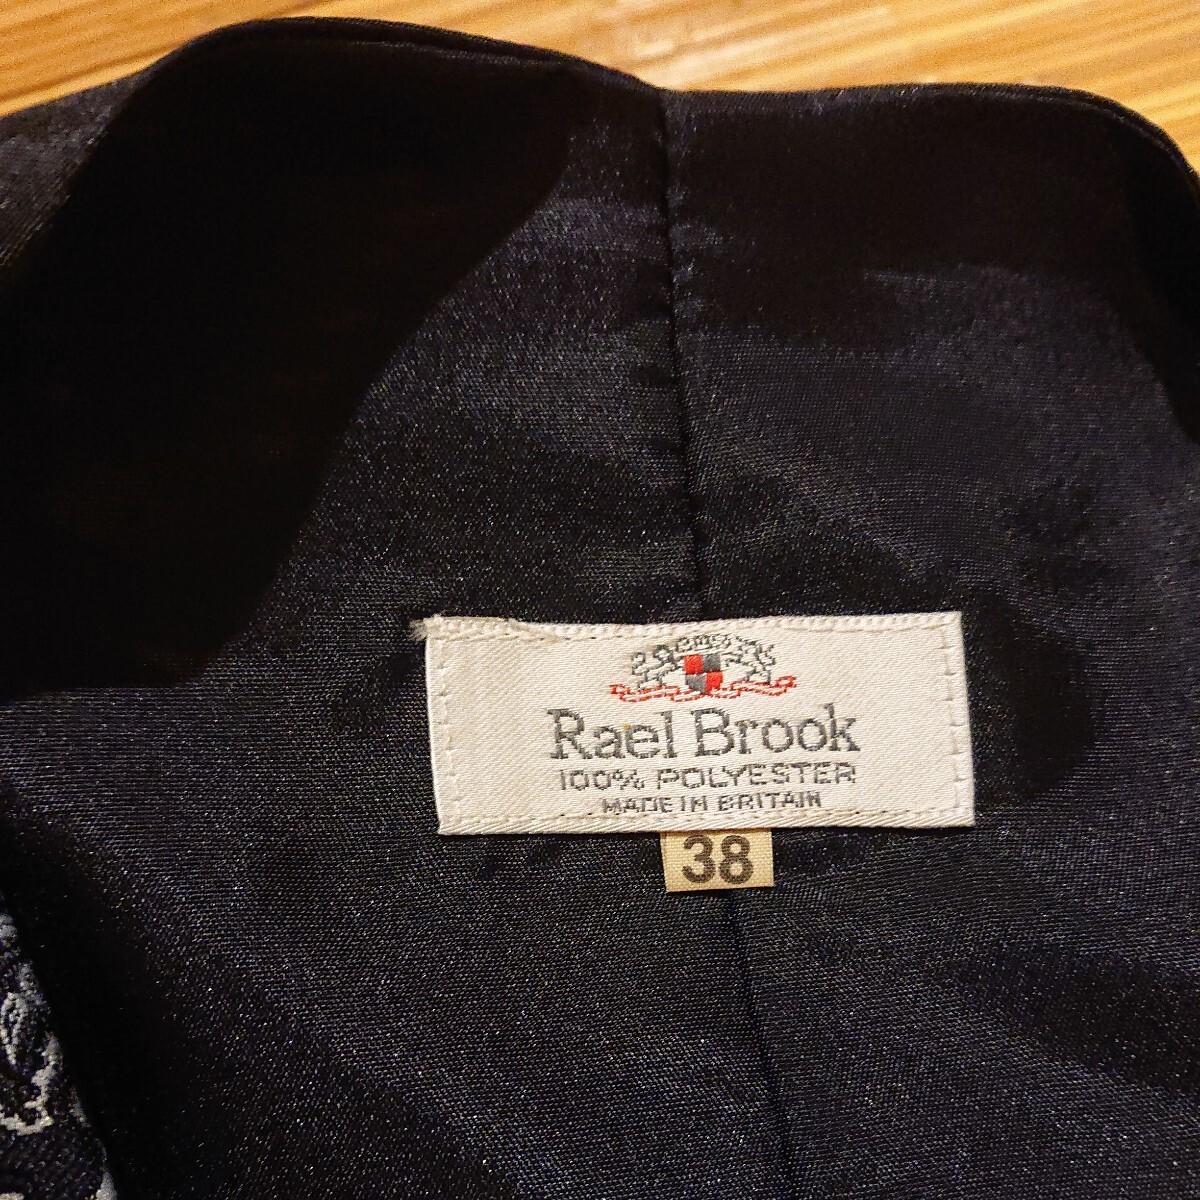 Rael Brook
100% POLYESTER
MADE IN BRITAIN
38